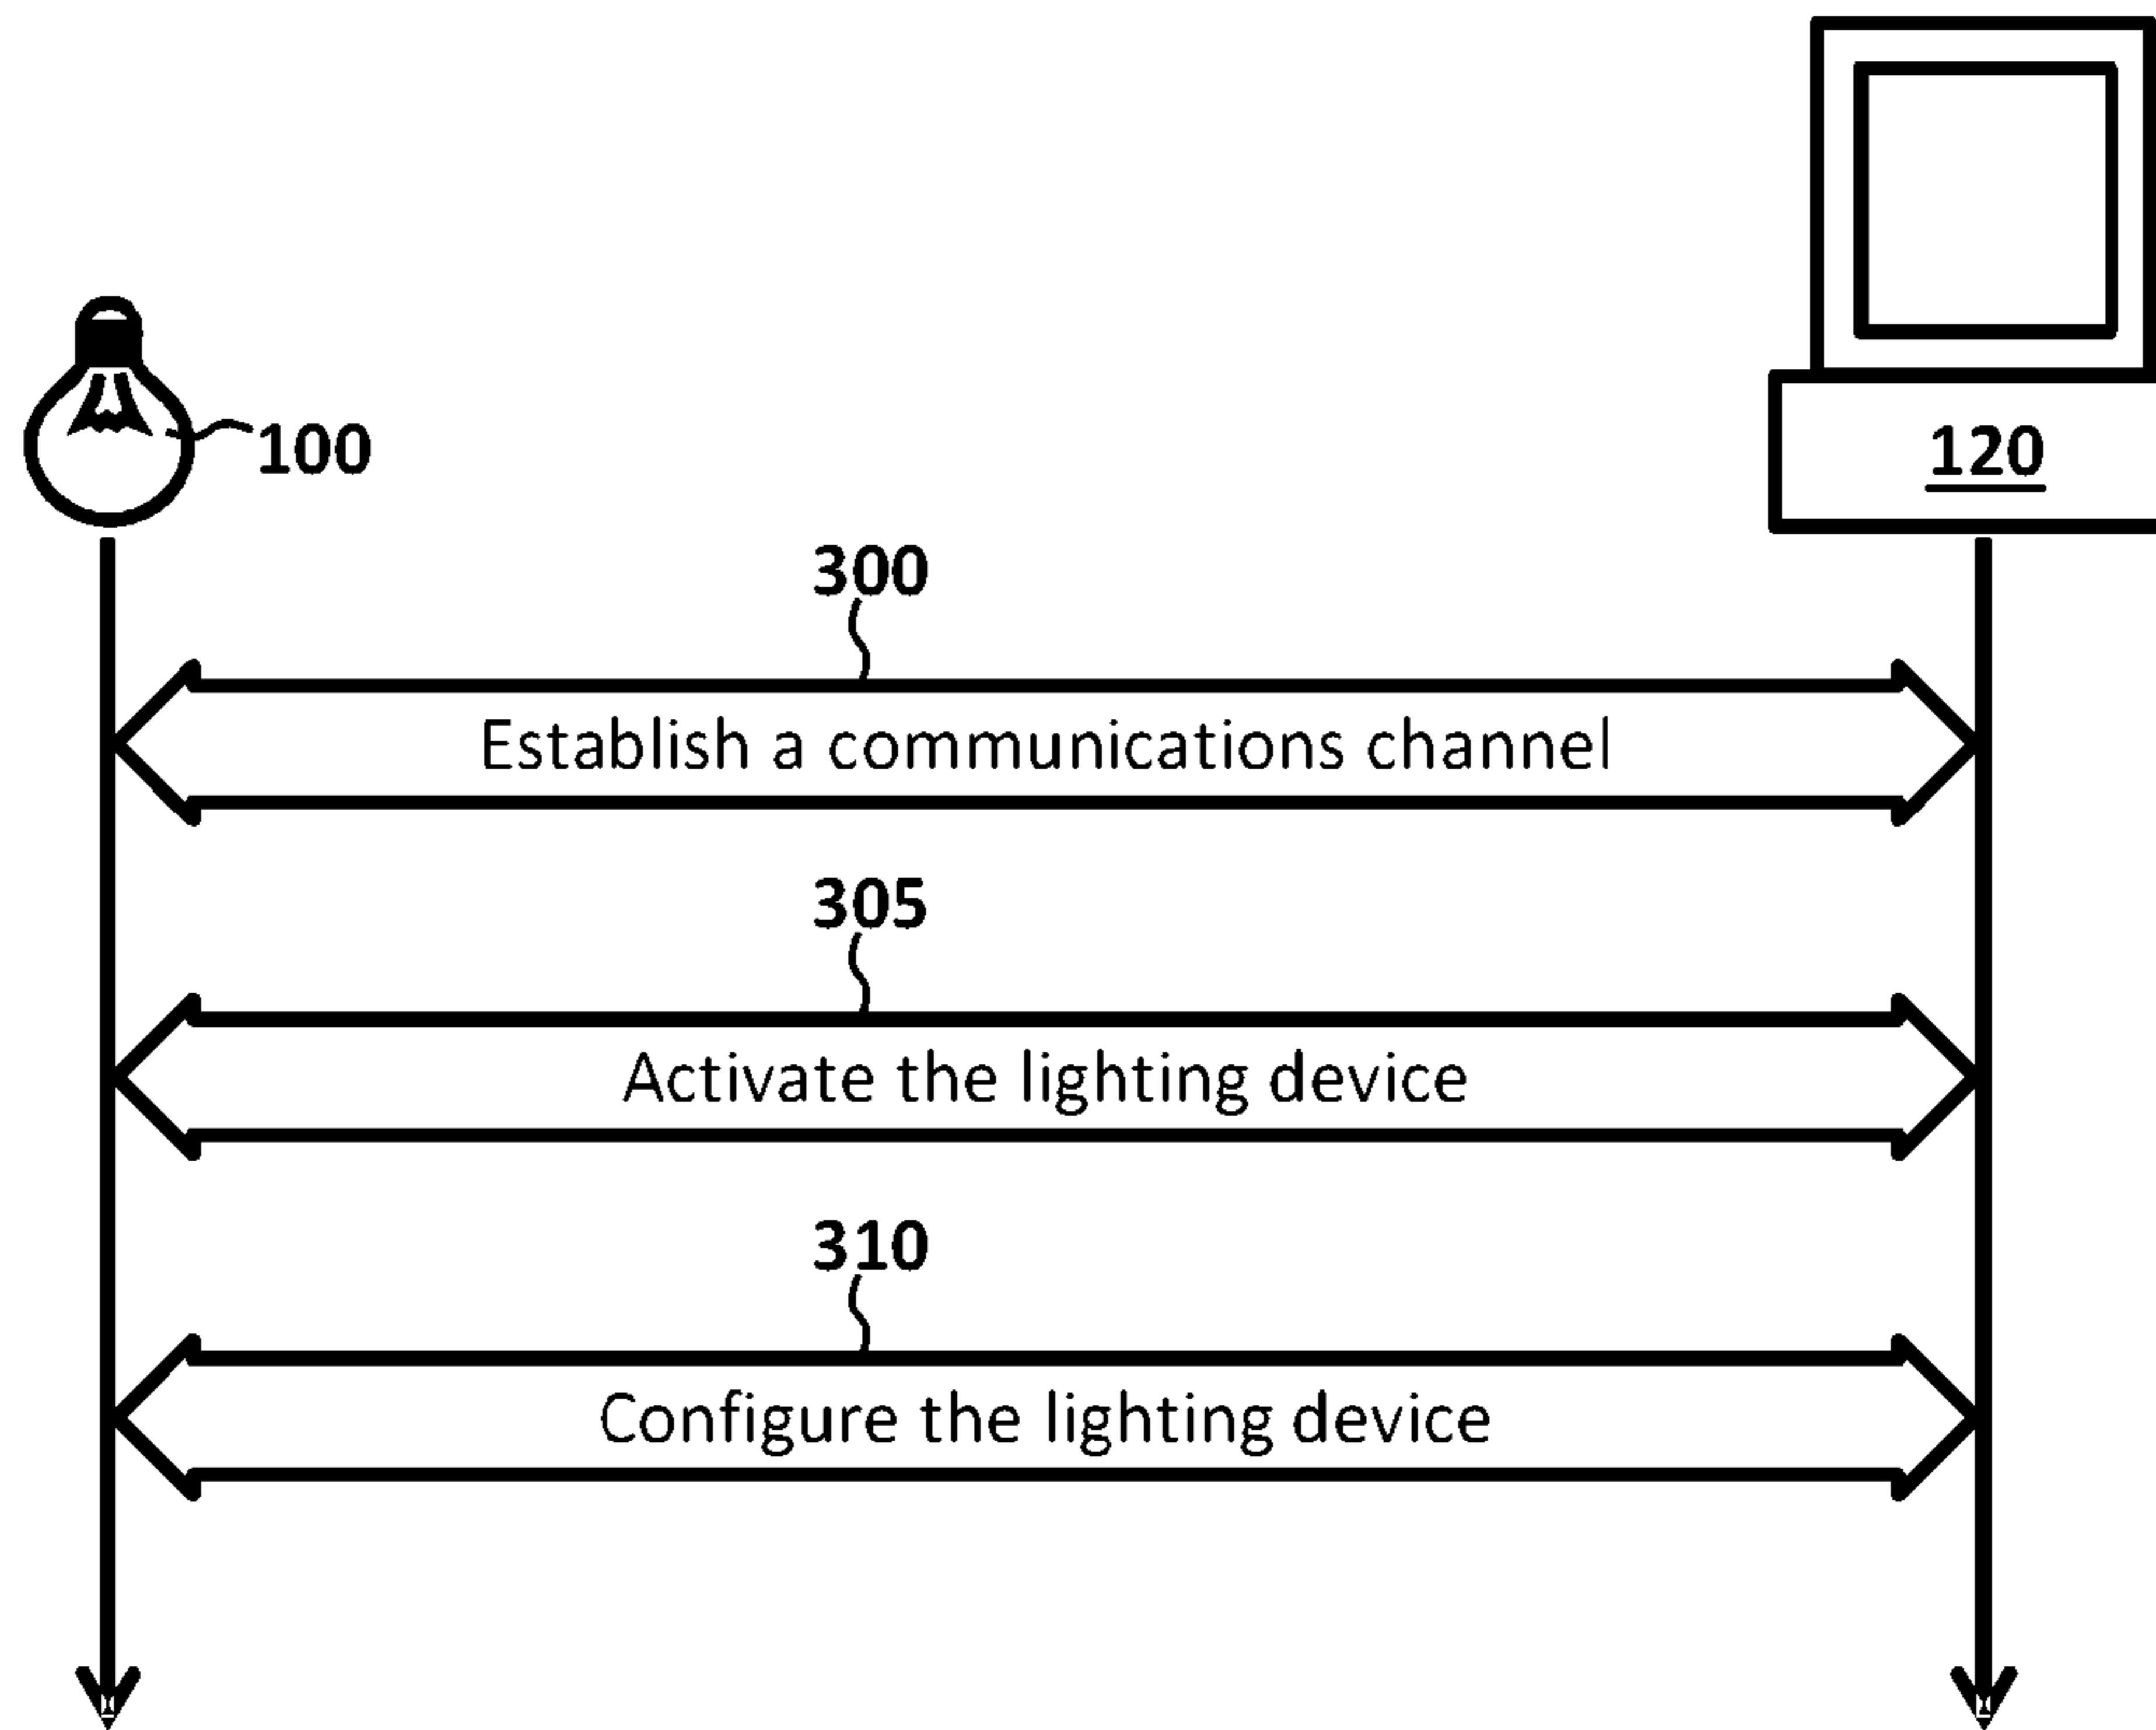 120
100
300
Establish a communications channel
305
Activate the lighting device
310
Configure the lighting device